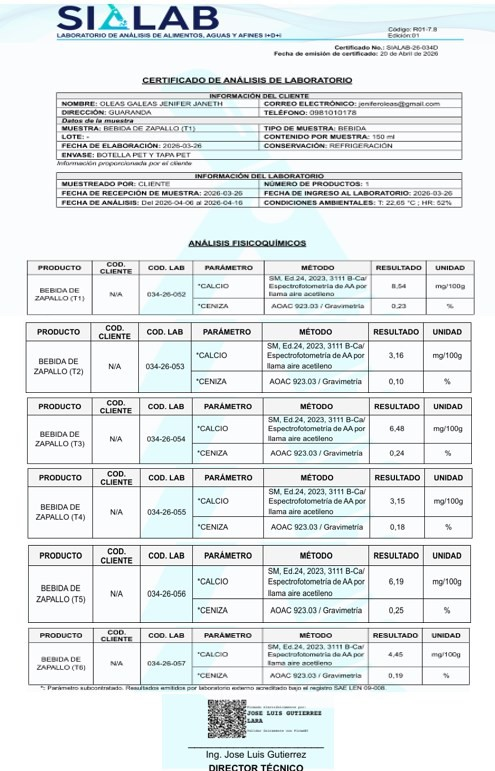 SIALAB
LABORATORIO DE ANÁLISIS DE ALIMENTOS, AGUAS Y AFINES I+D+i
Código: R01-7.8
Edición:01
Certificado No.: SIALAB-26-034D
Fecha de emisión de certificado: 20 de Abril de 2026
CERTIFICADO DE ANÁLISIS DE LABORATORIO
INFORMACIÓN DEL CLIENTE
NOMBRE: OLEAS GALEAS JENIFER JANETH CORREO ELECTRÓNICO: jeniferoleas@gmail.com
DIRECCIÓN: GUARANDA TELÉFONO: 0981010178
Datos de la muestra
MUESTRA: BEBIDA DE ZAPALLO (T1) TIPO DE MUESTRA: BEBIDA
LOTE: - CONTENIDO POR MUESTRA: 150 ml
FECHA DE ELABORACIÓN: 2026-03-26 CONSERVACIÓN: REFRIGERACIÓN
ENVASE: BOTELLA PET Y TAPA PET
Información proporcionada por el cliente
INFORMACIÓN DEL LABORATORIO
MUESTREADO POR: CLIENTE NÚMERO DE PRODUCTOS: 1
FECHA DE RECEPCIÓN DE MUESTRA: 2026-03-26 FECHA DE INGRESO AL LABORATORIO: 2026-03-26
FECHA DE ANÁLISIS: Del 2026-04-06 al 2026-04-16 CONDICIONES AMBIENTALES: T: 22,65 °C ; HR: 52%
ANÁLISIS FISICOQUÍMICOS
PRODUCTO COD. CLIENTE COD. LAB PARÁMETRO MÉTODO RESULTADO UNIDAD
BEBIDA DE ZAPALLO (T1) N/A 034-26-052 *CALCIO SM, Ed.24, 2023, 3111 B-Ca/ Espectrofotometría de AA por llama aire acetileno 8,54 mg/100g
*CENIZA AOAC 923.03 / Gravimetría 0,23 %
PRODUCTO COD. CLIENTE COD. LAB PARÁMETRO MÉTODO RESULTADO UNIDAD
BEBIDA DE ZAPALLO (T2) N/A 034-26-053 *CALCIO SM, Ed.24, 2023, 3111 B-Ca/ Espectrofotometría de AA por llama aire acetileno 3,16 mg/100g
*CENIZA AOAC 923.03 / Gravimetría 0,10 %
PRODUCTO COD. CLIENTE COD. LAB PARÁMETRO MÉTODO RESULTADO UNIDAD
BEBIDA DE ZAPALLO (T3) N/A 034-26-054 *CALCIO SM, Ed.24, 2023, 3111 B-Ca/ Espectrofotometría de AA por llama aire acetileno 6,48 mg/100g
*CENIZA AOAC 923.03 / Gravimetría 0,24 %
PRODUCTO COD. CLIENTE COD. LAB PARÁMETRO MÉTODO RESULTADO UNIDAD
BEBIDA DE ZAPALLO (T4) N/A 034-26-055 *CALCIO SM, Ed.24, 2023, 3111 B-Ca/ Espectrofotometría de AA por llama aire acetileno 3,15 mg/100g
*CENIZA AOAC 923.03 / Gravimetría 0,18 %
PRODUCTO COD. CLIENTE COD. LAB PARÁMETRO MÉTODO RESULTADO UNIDAD
BEBIDA DE ZAPALLO (T5) N/A 034-26-056 *CALCIO SM, Ed.24, 2023, 3111 B-Ca/ Espectrofotometría de AA por llama aire acetileno 6,19 mg/100g
*CENIZA AOAC 923.03 / Gravimetría 0,25 %
PRODUCTO COD. CLIENTE COD. LAB PARÁMETRO MÉTODO RESULTADO UNIDAD
BEBIDA DE ZAPALLO (T6) N/A 034-26-057 *CALCIO SM, Ed.24, 2023, 3111 B-Ca/ Espectrofotometría de AA por llama aire acetileno 4,45 mg/100g
*CENIZA AOAC 923.03 / Gravimetría 0,19 %
*: Parámetro subcontratado. Resultados emitidos por laboratorio externo acreditado bajo el registro SAE LEN 09-008.
JOSE LUIS GUTIERREZ
LARA
Ing. Jose Luis Gutierrez
DIRECTOR TÉCNICO